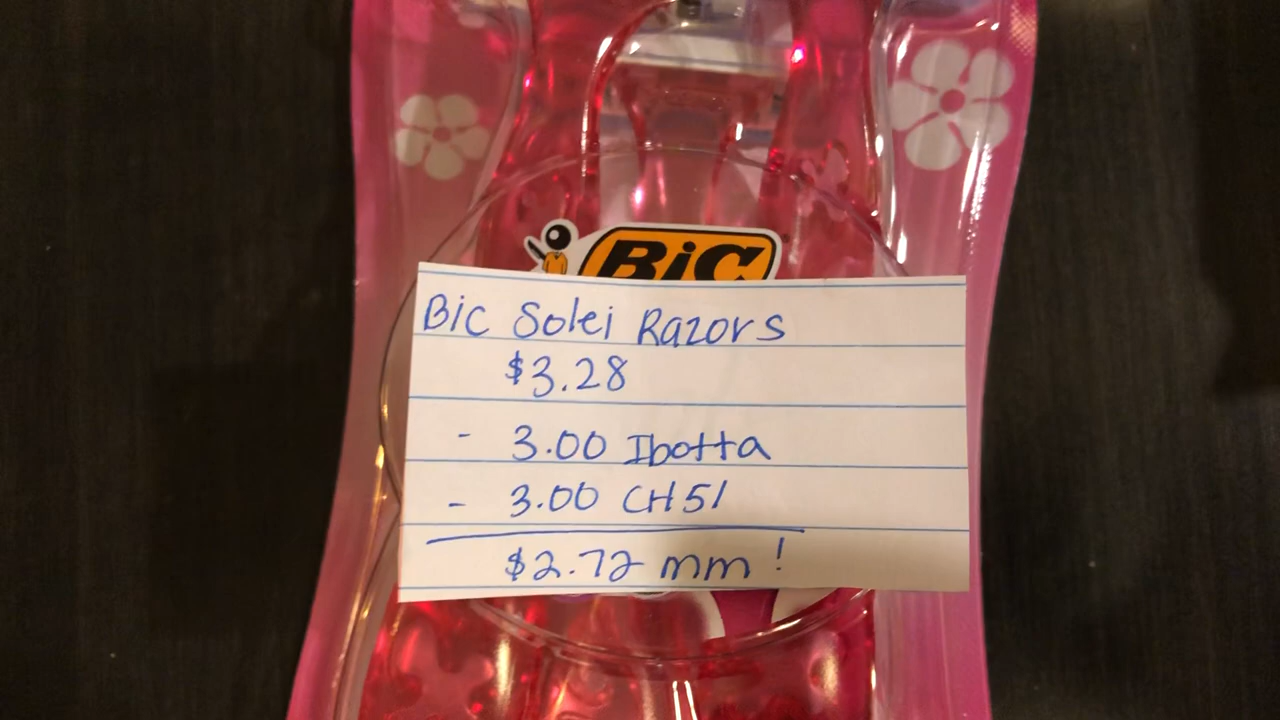 BiC
Bic Solei Razors
$3.28
- 3.00 Ibotta
- 3.00 CH51
$2.72 mm!